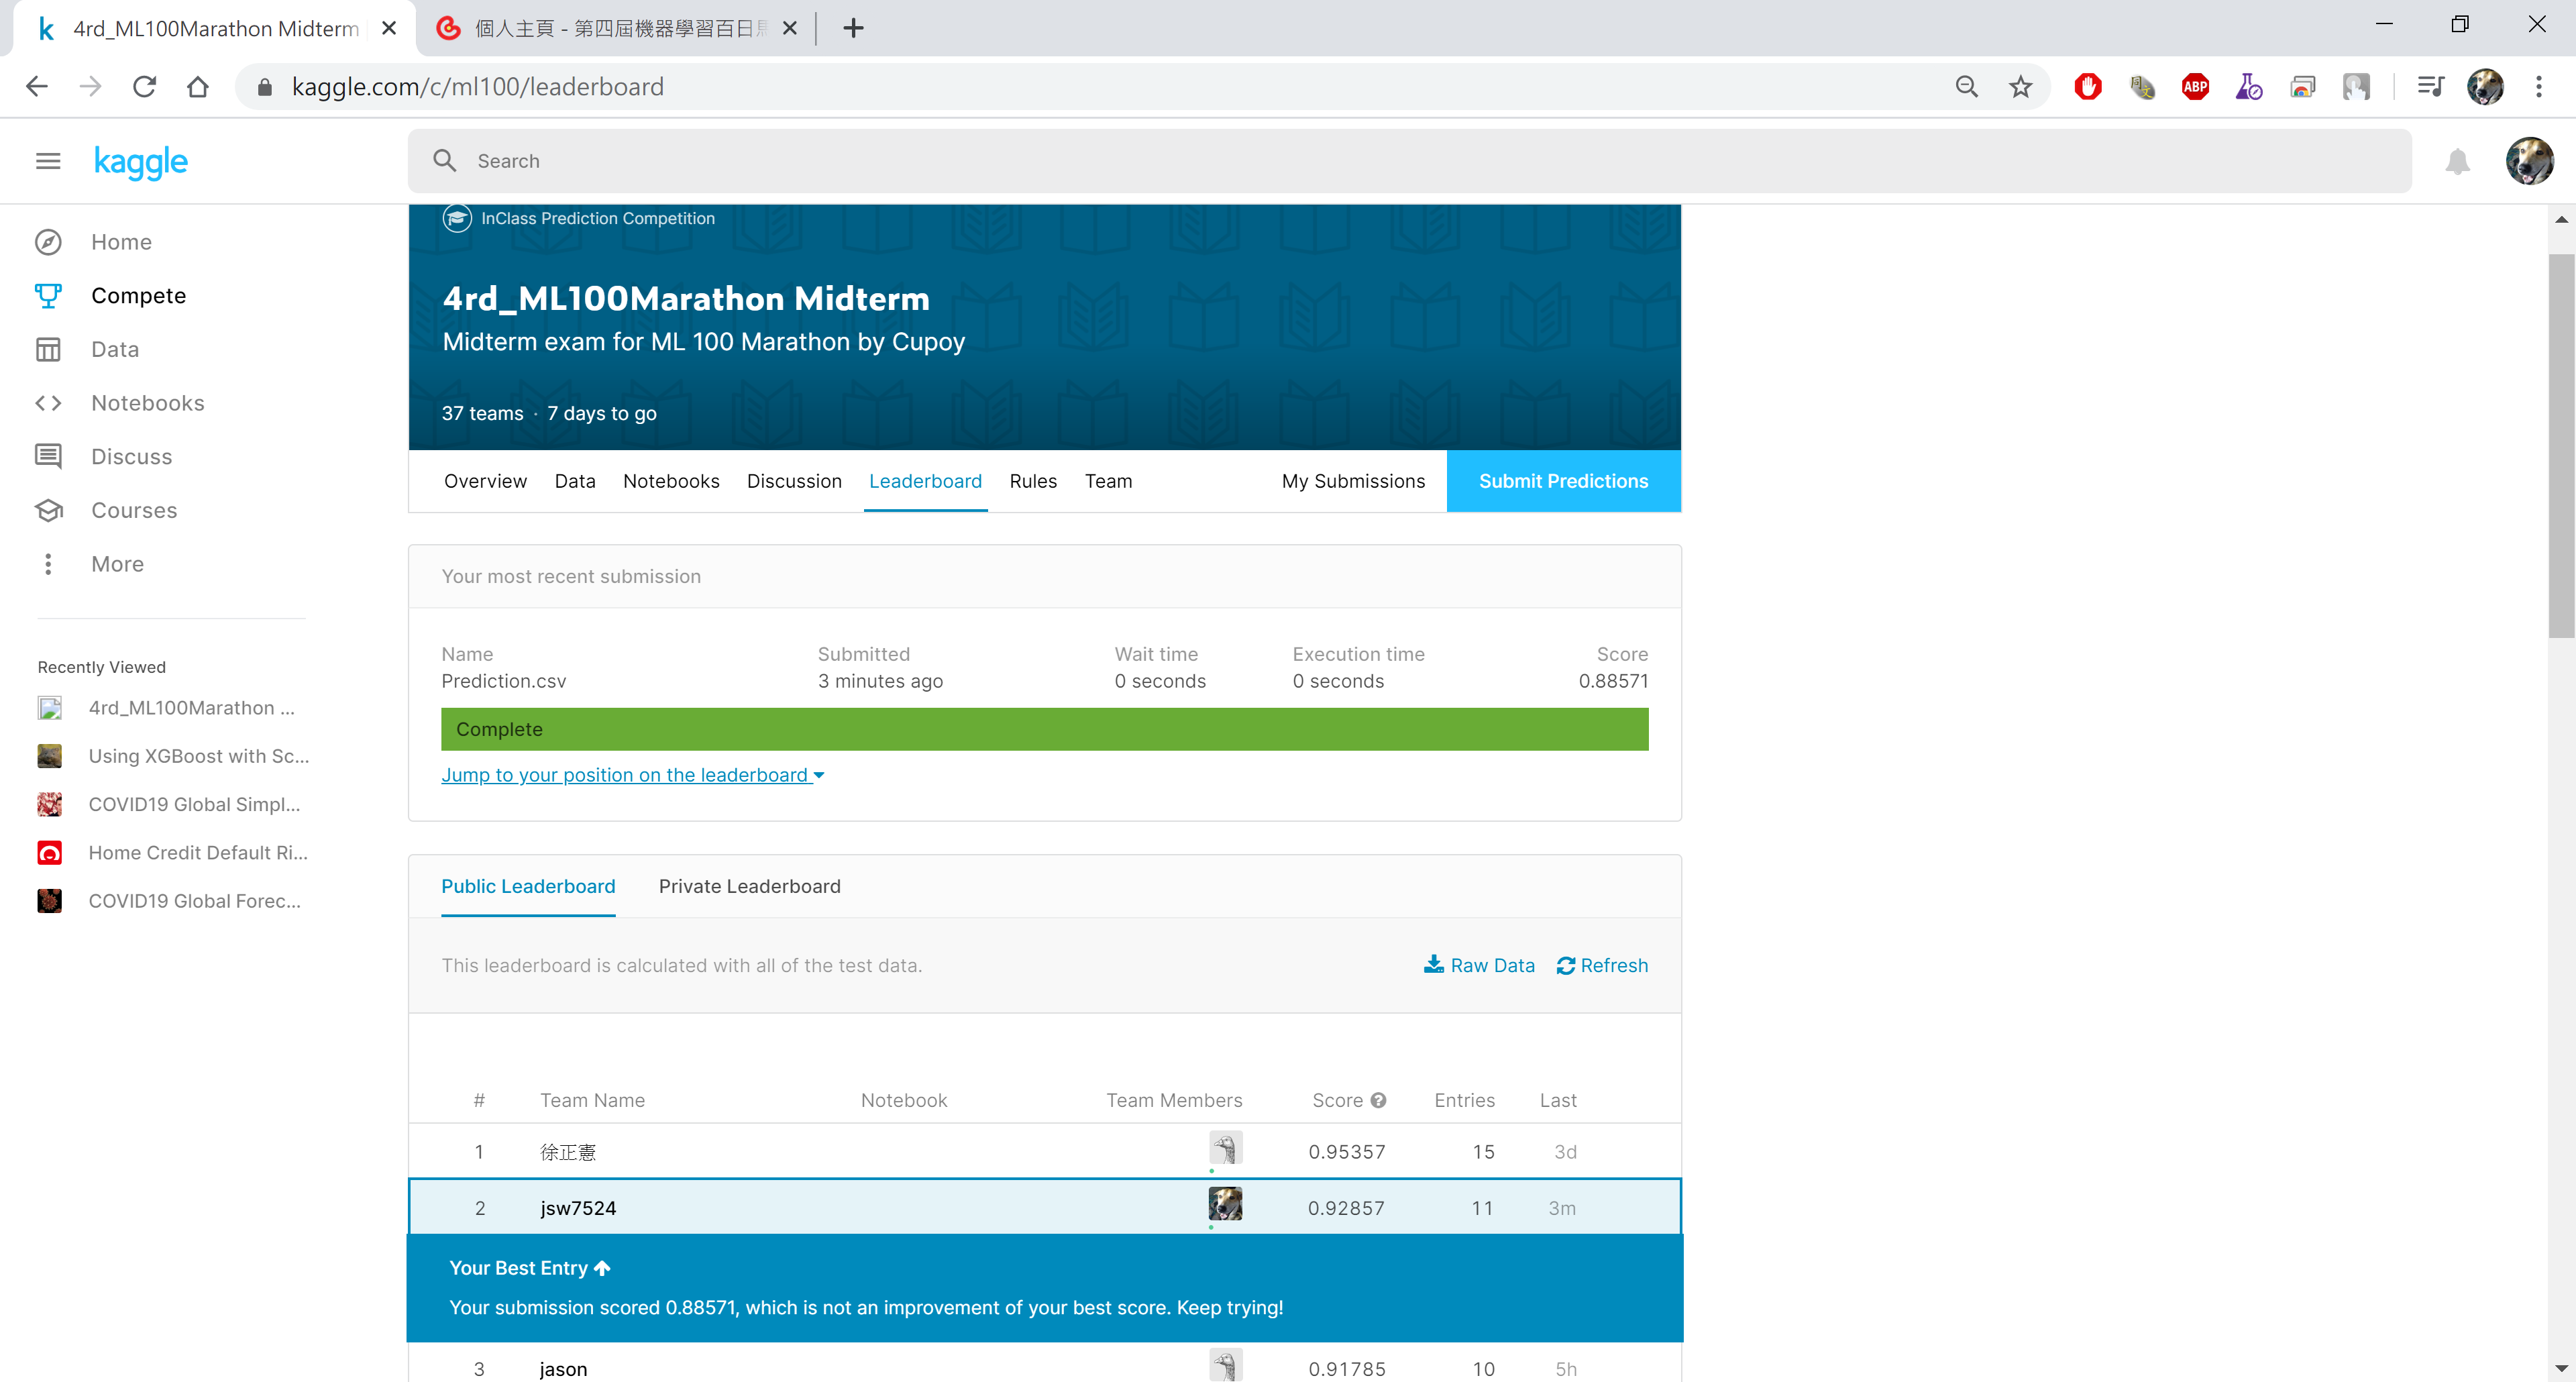 4rd_ML100Marathon Midterm
個人主頁 - 第四屆機器學習百日馬
kaggle.com/c/ml100/leaderboard
ABP
kaggle
Search
Home
Compete
Data
Notebooks
Discuss
Courses
More
Recently Viewed
4rd_ML100Marathon ...
Using XGBoost with Sc...
COVID19 Global Simpl...
Home Credit Default Ri...
COVID19 Global Forec...
InClass Prediction Competition
4rd_ML100Marathon Midterm
Midterm exam for ML 100 Marathon by Cupoy
37 teams · 7 days to go
Overview Data Notebooks Discussion Leaderboard Rules Team My Submissions Submit Predictions
Your most recent submission
Name Submitted Wait time Execution time Score
Prediction.csv 3 minutes ago 0 seconds 0 seconds 0.88571
Complete
Jump to your position on the leaderboard
Public Leaderboard Private Leaderboard
This leaderboard is calculated with all of the test data. Raw Data Refresh
# Team Name Notebook Team Members Score Entries Last
1 徐正憲 0.95357 15 3d
2 jsw7524 0.92857 11 3m
Your Best Entry
Your submission scored 0.88571, which is not an improvement of your best score. Keep trying!
3 jason 0.91785 10 5h